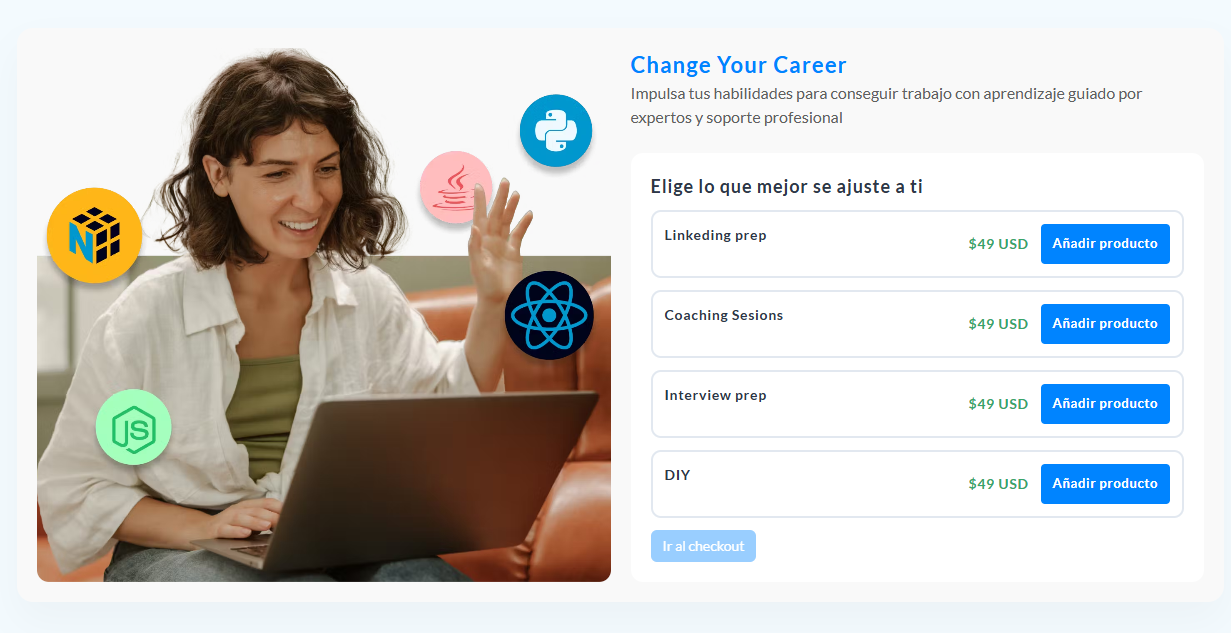 Change Your Career
Impulsa tus habilidades para conseguir trabajo con aprendizaje guiado por
expertos y soporte profesional
Elige lo que mejor se ajuste a ti
Linkeding prep
$49 USD
Añadir producto
Coaching Sesions
$49 USD
Añadir producto
Interview prep
$49 USD
Añadir producto
DIY
$49 USD
Añadir producto
Ir al checkout
N
JS